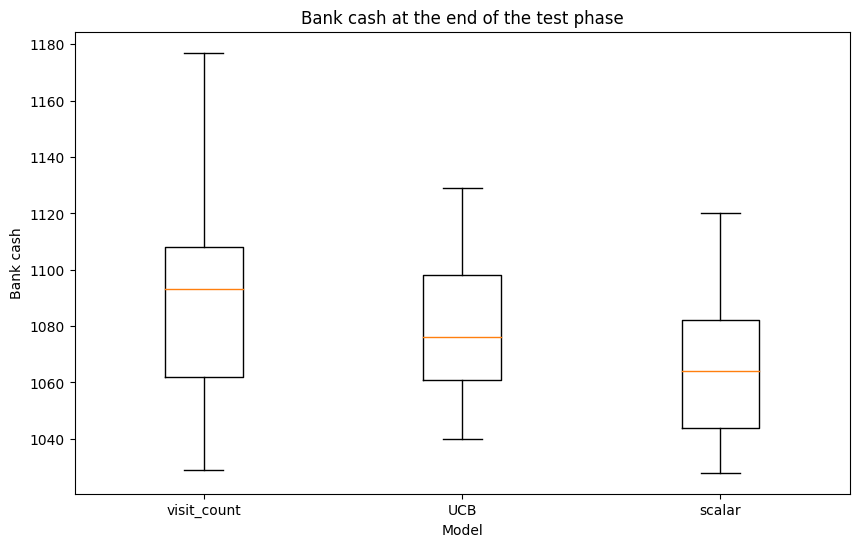 Bank cash at the end of the test phase
Bank cash
1180
1160
1140
1120
1100
1080
1060
1040
visit_count
UCB
scalar
Model